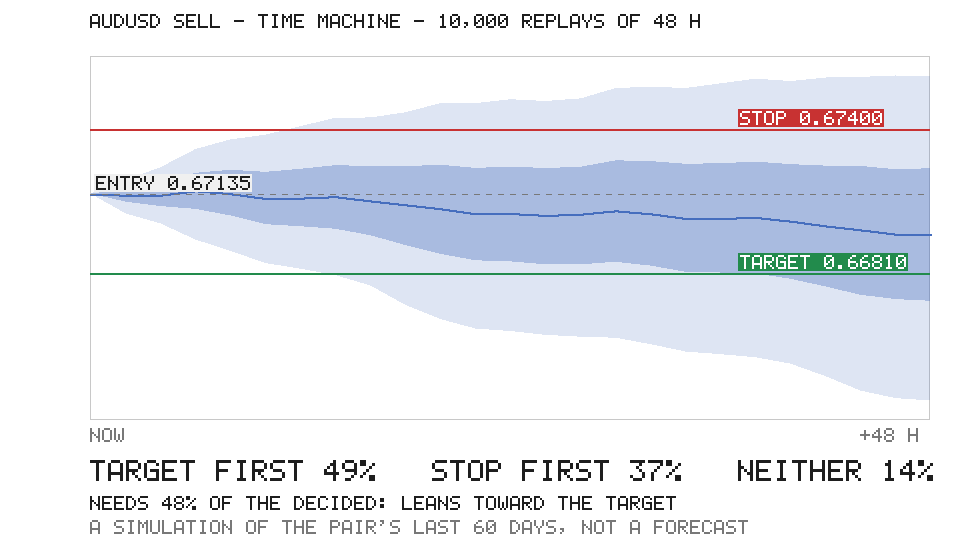 AUDUSD SELL - TIME MACHINE - 10,000 REPLAYS OF 48 H
STOP 0.67400
ENTRY 0.67135
TARGET 0.66810
NOW +48 H
TARGET FIRST 49% STOP FIRST 37% NEITHER 14%
NEEDS 48% OF THE DECIDED: LEANS TOWARD THE TARGET
A SIMULATION OF THE PAIR'S LAST 60 DAYS, NOT A FORECAST